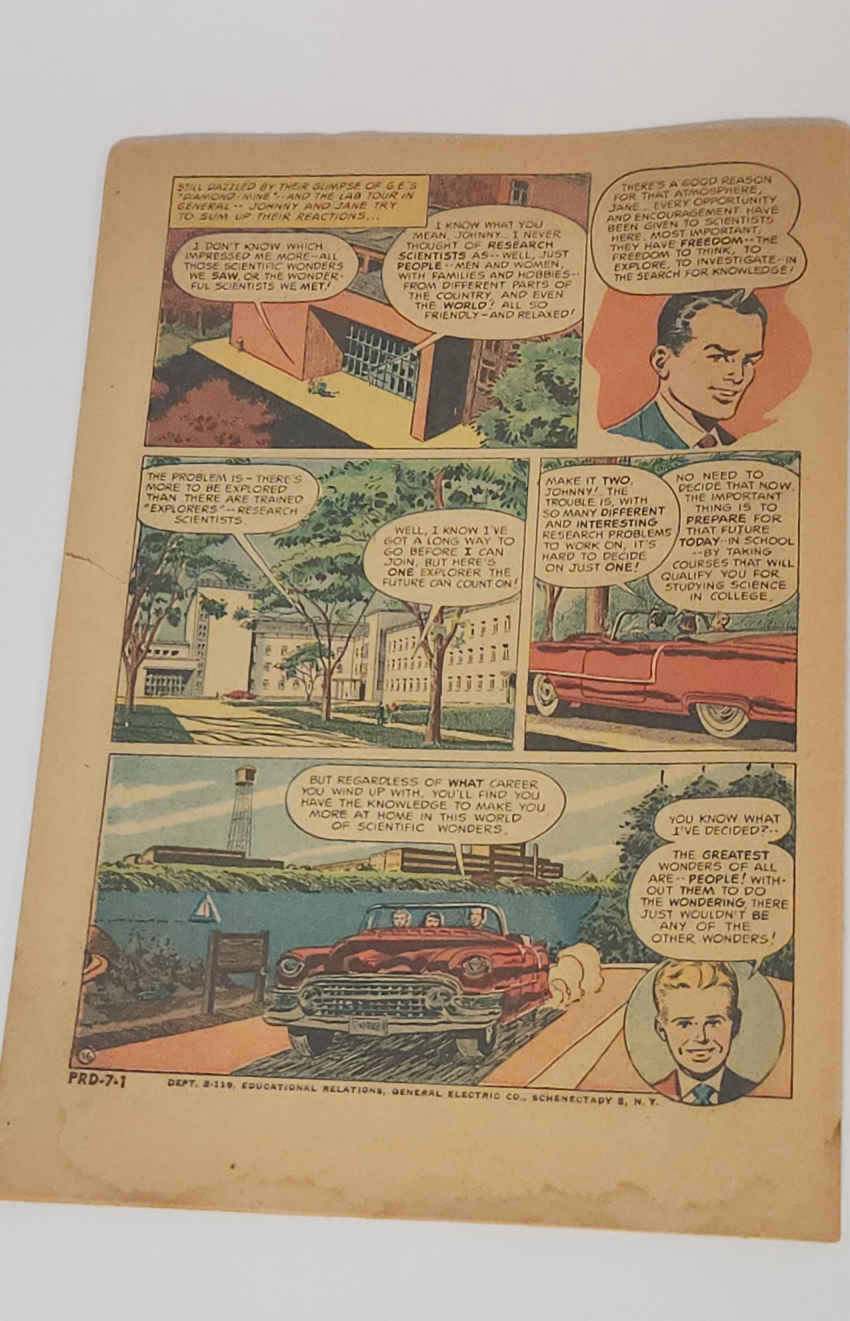 STILL DAZZLED BY THEIR GLIMPSE OF G.E.'S
"DIAMOND-MINE"--AND THE LAB TOUR IN
GENERAL -- JOHNNY AND JANE TRY
TO SUM UP THEIR REACTIONS...
I DON'T KNOW WHICH
IMPRESSED ME MORE--ALL
THOSE SCIENTIFIC WONDERS
WE SAW, OR THE WONDER-
FUL SCIENTISTS WE MET!
I KNOW WHAT YOU
MEAN, JOHNNY... I NEVER
THOUGHT OF RESEARCH
SCIENTISTS AS--WELL, JUST
PEOPLE--MEN AND WOMEN,
WITH FAMILIES AND HOBBIES--
FROM DIFFERENT PARTS OF
THE COUNTRY, AND EVEN
THE WORLD! ALL SO
FRIENDLY--AND RELAXED!
THERE'S A GOOD REASON
FOR THAT ATMOSPHERE,
JANE... EVERY OPPORTUNITY
AND ENCOURAGEMENT HAVE
BEEN GIVEN TO SCIENTISTS
HERE. MOST IMPORTANT,
THEY HAVE FREEDOM--THE
FREEDOM TO THINK, TO
EXPLORE, TO INVESTIGATE--IN
THE SEARCH FOR KNOWLEDGE!
THE PROBLEM IS-- THERE'S
MORE TO BE EXPLORED
THAN THERE ARE TRAINED
"EXPLORERS"--RESEARCH
SCIENTISTS
WELL, I KNOW I'VE
GOT A LONG WAY TO
GO BEFORE I CAN
JOIN, BUT HERE'S
ONE EXPLORER THE
FUTURE CAN COUNT ON!
MAKE IT TWO,
JOHNNY! THE
TROUBLE IS, WITH
SO MANY DIFFERENT
AND INTERESTING
RESEARCH PROBLEMS
TO WORK ON, IT'S
HARD TO DECIDE
ON JUST ONE!
NO NEED TO
DECIDE THAT NOW.
THE IMPORTANT
THING IS TO
PREPARE FOR
THAT FUTURE
TODAY--IN SCHOOL
--BY TAKING
COURSES THAT WILL
QUALIFY YOU FOR
STUDYING SCIENCE
IN COLLEGE.
BUT REGARDLESS OF WHAT CAREER
YOU WIND UP WITH, YOU'LL FIND YOU
HAVE THE KNOWLEDGE TO MAKE YOU
MORE AT HOME IN THIS WORLD
OF SCIENTIFIC WONDERS.
YOU KNOW WHAT
I'VE DECIDED?--
THE GREATEST
WONDERS OF ALL
ARE--PEOPLE! WITH-
OUT THEM TO DO
THE WONDERING, THERE
JUST WOULDN'T BE
ANY OF THE
OTHER WONDERS!
16
PRD-7-1
DEPT. 2-119, EDUCATIONAL RELATIONS, GENERAL ELECTRIC CO., SCHENECTADY 5, N. Y.